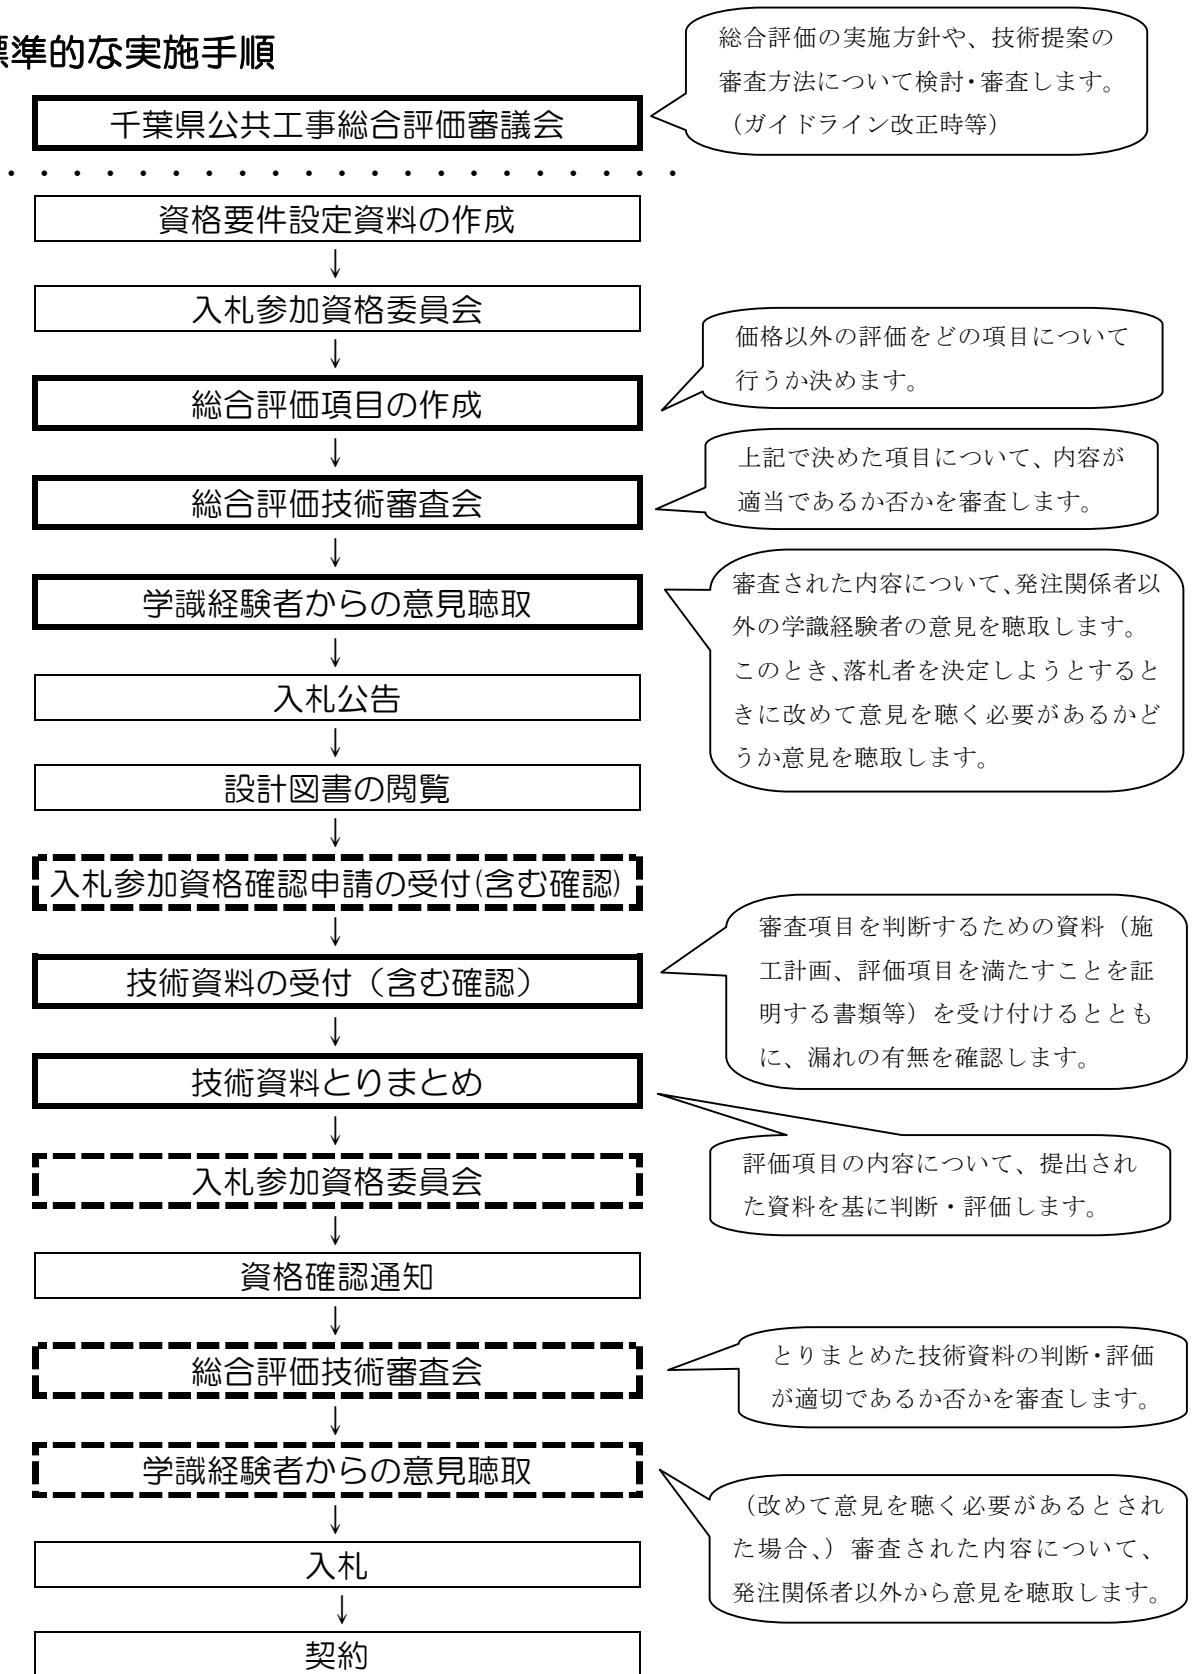 標準的な実施手順
総合評価の実施方針や、技術提案の
審査方法について検討・審査します。
（ガイドライン改正時等）
千葉県公共工事総合評価審議会
資格要件設定資料の作成
↓
入札参加資格委員会
↓
価格以外の評価をどの項目について
行うか決めます。
総合評価項目の作成
↓
上記で決めた項目について、内容が
適当であるか否かを審査します。
総合評価技術審査会
↓
学識経験者からの意見聴取
審査された内容について、発注関係者以
外の学識経験者の意見を聴取します。
このとき、落札者を決定しようとすると
きに改めて意見を聴く必要があるかど
うか意見を聴取します。
↓
入札公告
↓
設計図書の閲覧
↓
入札参加資格確認申請の受付(含む確認)
↓
技術資料の受付（含む確認）
審査項目を判断するための資料（施
工計画、評価項目を満たすことを証
明する書類等）を受け付けるととも
に、漏れの有無を確認します。
↓
技術資料とりまとめ
評価項目の内容について、提出され
た資料を基に判断・評価します。
↓
入札参加資格委員会
↓
資格確認通知
↓
総合評価技術審査会
とりまとめた技術資料の判断・評価
が適切であるか否かを審査します。
↓
学識経験者からの意見聴取
（改めて意見を聴く必要があるとされ
た場合、）審査された内容について、
発注関係者以外から意見を聴取します。
↓
入札
↓
契約